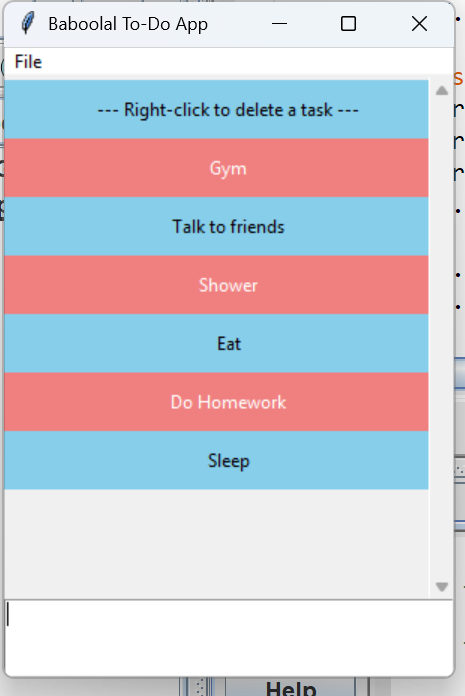 Baboolal To-Do App
File
--- Right-click to delete a task ---
Gym
Talk to friends
Shower
Eat
Do Homework
Sleep
Help